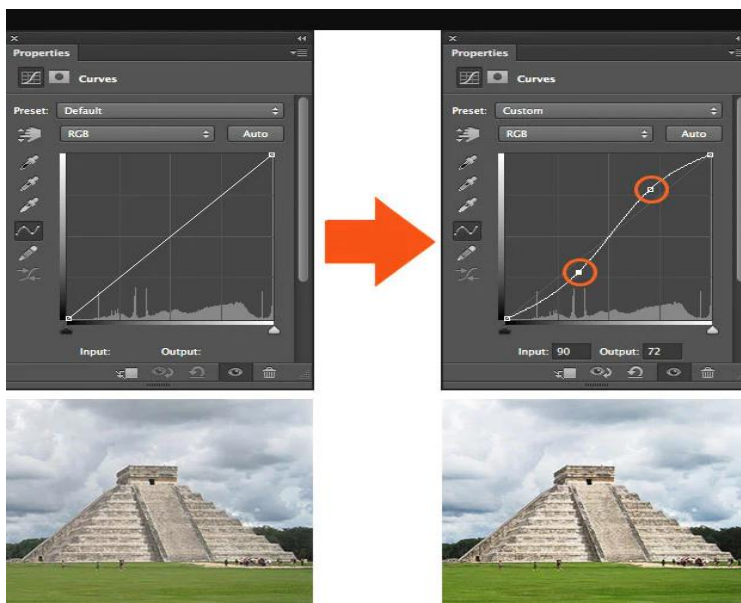 Properties
Curves
Preset: Default
RGB Auto
Input: Output:
Properties
Curves
Preset: Custom
RGB Auto
Input: 90 Output: 72